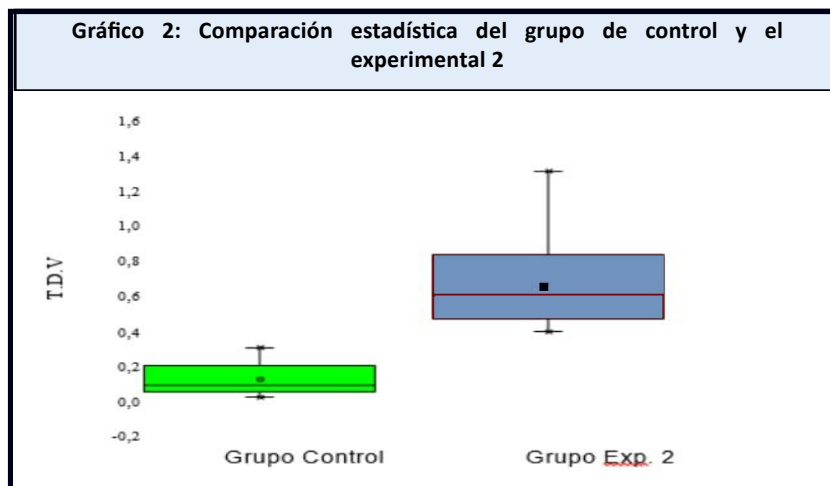 Gráfico 2: Comparación estadística del grupo de control y el
experimental 2
1,6
1,4
1,2
1,0
0,8
0,6
0,4
0,2
0,0
-0,2
T.D.V
Grupo Control
Grupo Exp. 2